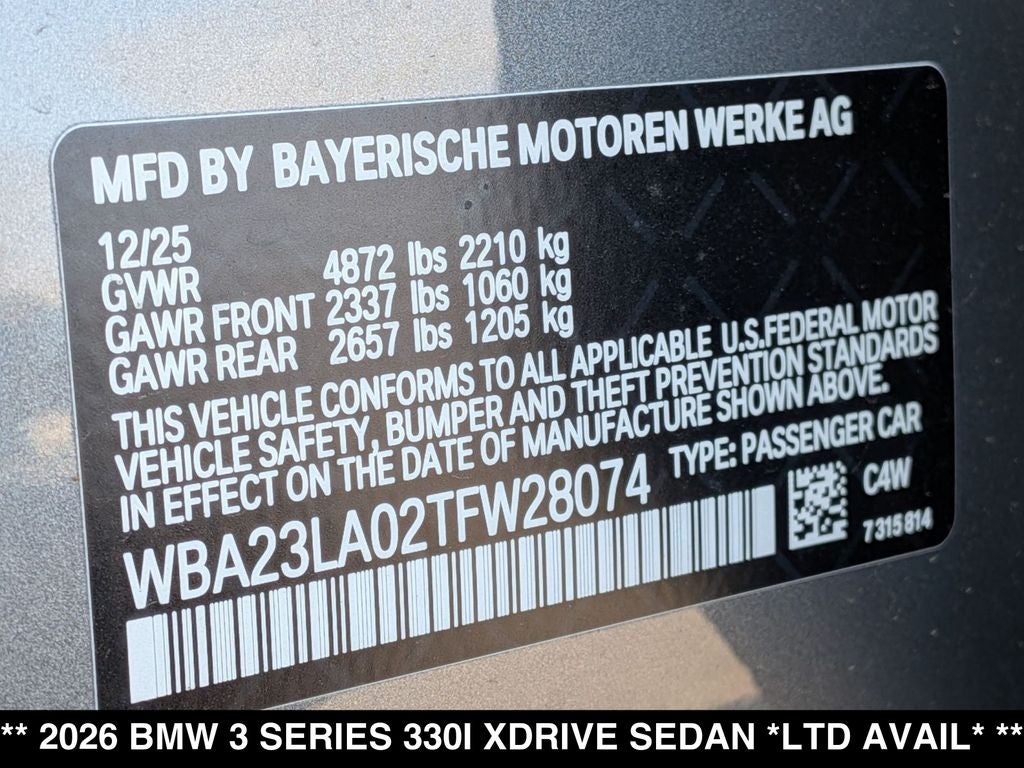 MFD BY BAYERISCHE MOTOREN WERKE AG
12/25
GVWR 4872 lbs 2210 kg
GAWR FRONT 2337 lbs 1060 kg
GAWR REAR 2657 lbs 1205 kg
THIS VEHICLE CONFORMS TO ALL APPLICABLE U.S.FEDERAL MOTOR
VEHICLE SAFETY, BUMPER AND THEFT PREVENTION STANDARDS
IN EFFECT ON THE DATE OF MANUFACTURE SHOWN ABOVE.
WBA23LA02TFW28074 TYPE: PASSENGER CAR
C4W
7315814
** 2026 BMW 3 SERIES 330I XDRIVE SEDAN *LTD AVAIL* **